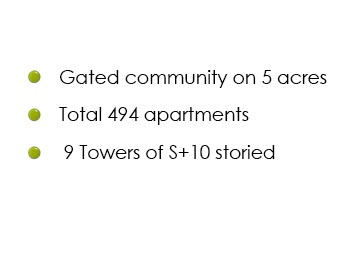 Gated community on 5 acres
Total 494 apartments
9 Towers of S+10 storied